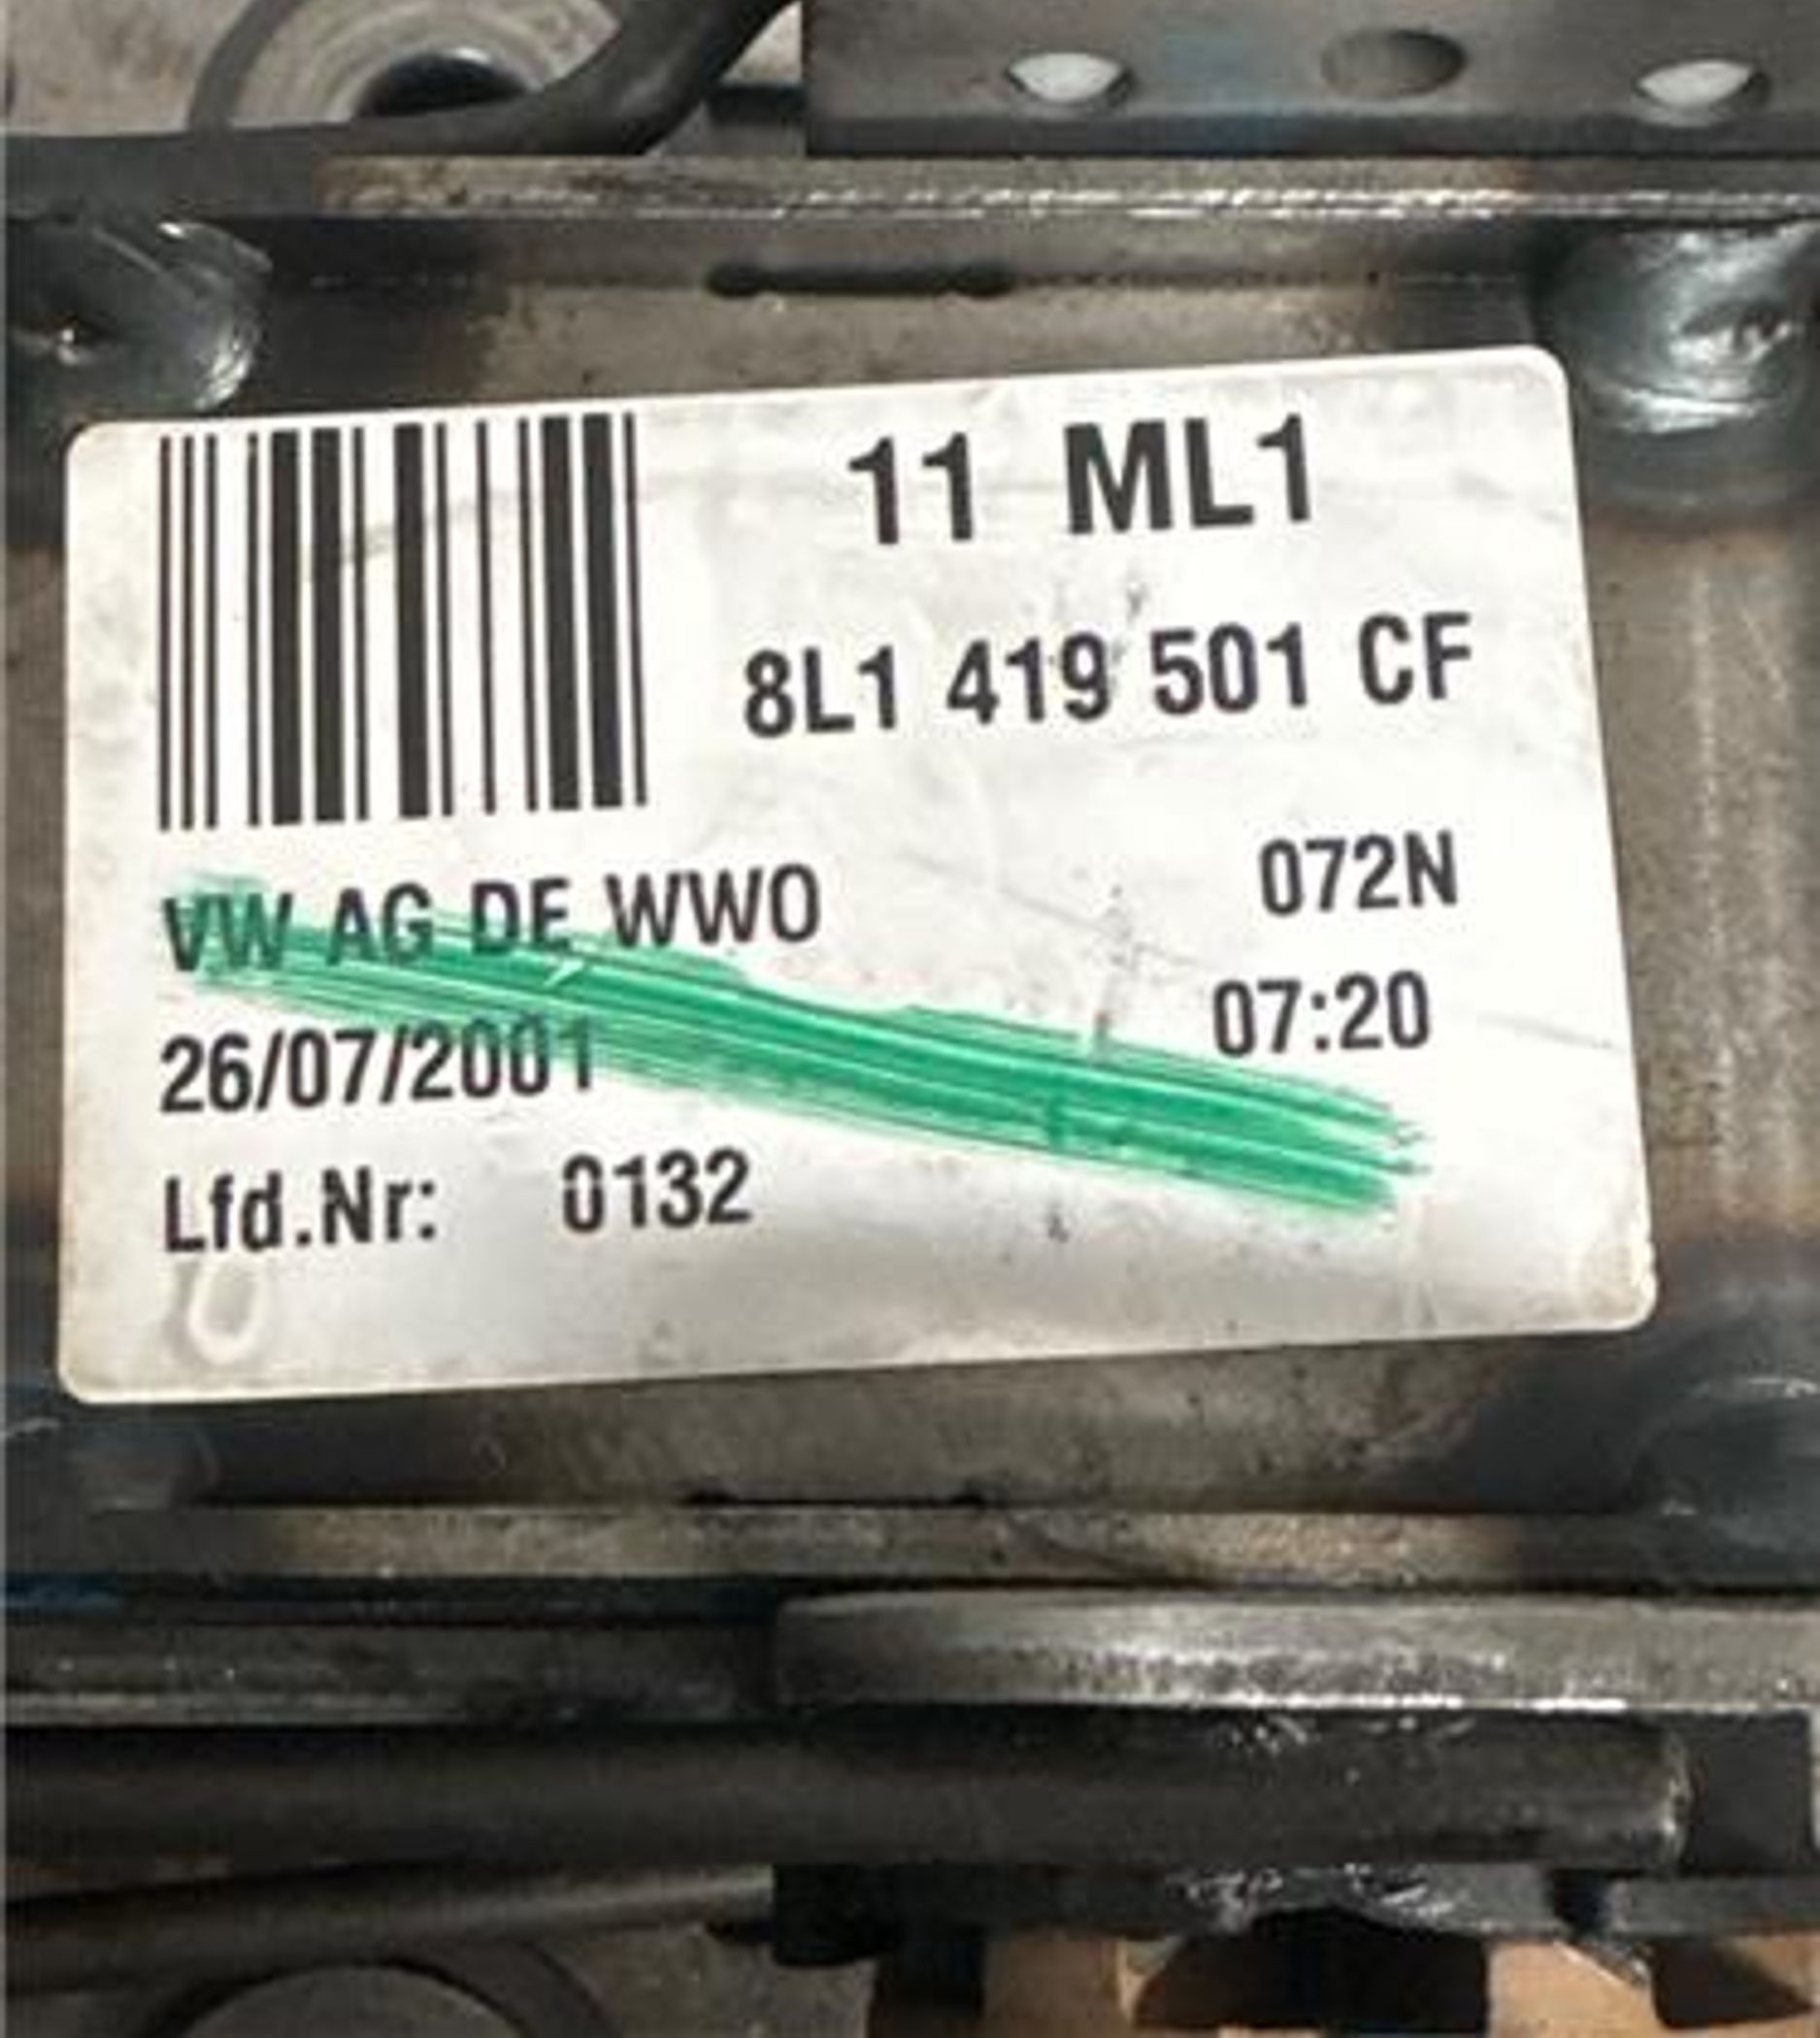 11 ML1
8L1 419 501 CF
VW AG DE WWO 072N
26/07/2001 07:20
Lfd.Nr: 0132